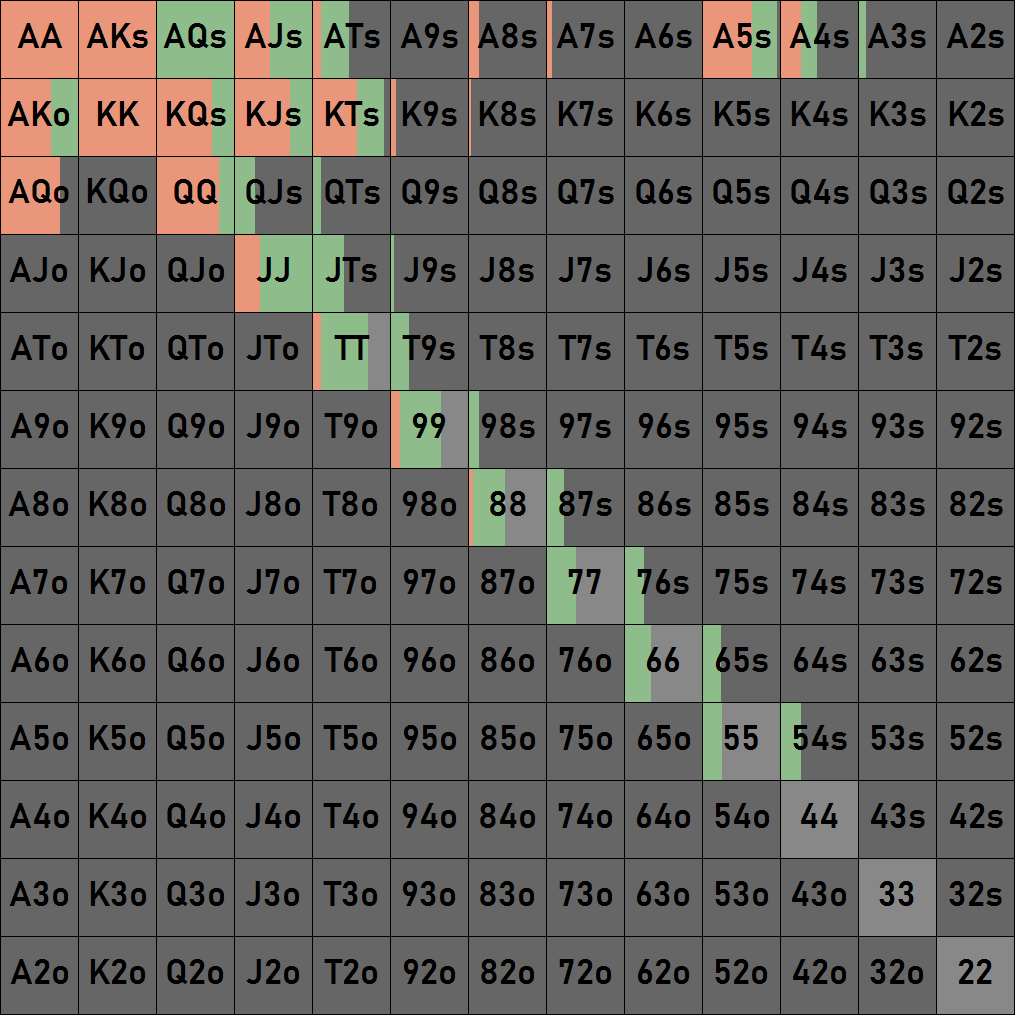 AA AKs AQs AJs ATs A9s A8s A7s A6s A5s A4s A3s A2s
AKo KK KQs KJs KTs K9s K8s K7s K6s K5s K4s K3s K2s
AQo KQo QQ QJs QTs Q9s Q8s Q7s Q6s Q5s Q4s Q3s Q2s
AJo KJo QJo JJ JTs J9s J8s J7s J6s J5s J4s J3s J2s
ATo KTo QTo JTo TT T9s T8s T7s T6s T5s T4s T3s T2s
A9o K9o Q9o J9o T9o 99 98s 97s 96s 95s 94s 93s 92s
A8o K8o Q8o J8o T8o 98o 88 87s 86s 85s 84s 83s 82s
A7o K7o Q7o J7o T7o 97o 87o 77 76s 75s 74s 73s 72s
A6o K6o Q6o J6o T6o 96o 86o 76o 66 65s 64s 63s 62s
A5o K5o Q5o J5o T5o 95o 85o 75o 65o 55 54s 53s 52s
A4o K4o Q4o J4o T4o 94o 84o 74o 64o 54o 44 43s 42s
A3o K3o Q3o J3o T3o 93o 83o 73o 63o 53o 43o 33 32s
A2o K2o Q2o J2o T2o 92o 82o 72o 62o 52o 42o 32o 22